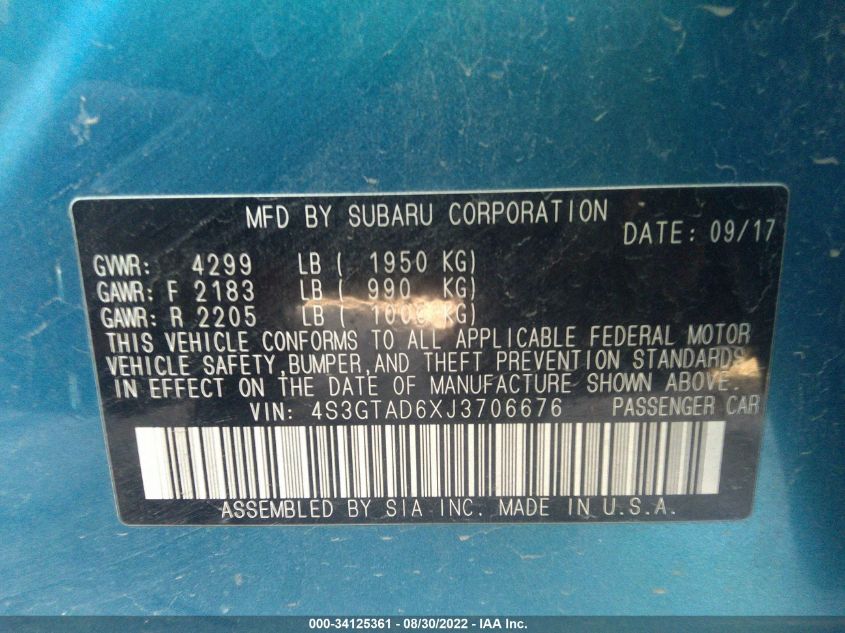 MFD BY SUBARU CORPORATION
DATE: 09/17
GVWR: 4299 LB ( 1950 KG)
GAWR: F 2183 LB ( 990 KG)
GAWR: R 2205 LB ( 1000 KG)
THIS VEHICLE CONFORMS TO ALL APPLICABLE FEDERAL MOTOR
VEHICLE SAFETY,BUMPER,AND THEFT PREVENTION STANDARDS
IN EFFECT ON THE DATE OF MANUFACTURE SHOWN ABOVE.
VIN: 4S3GTAD6XJ3706676 PASSENGER CAR
ASSEMBLED BY SIA INC. MADE IN U.S.A.
000-34125361 - 08/30/2022 - IAA Inc.